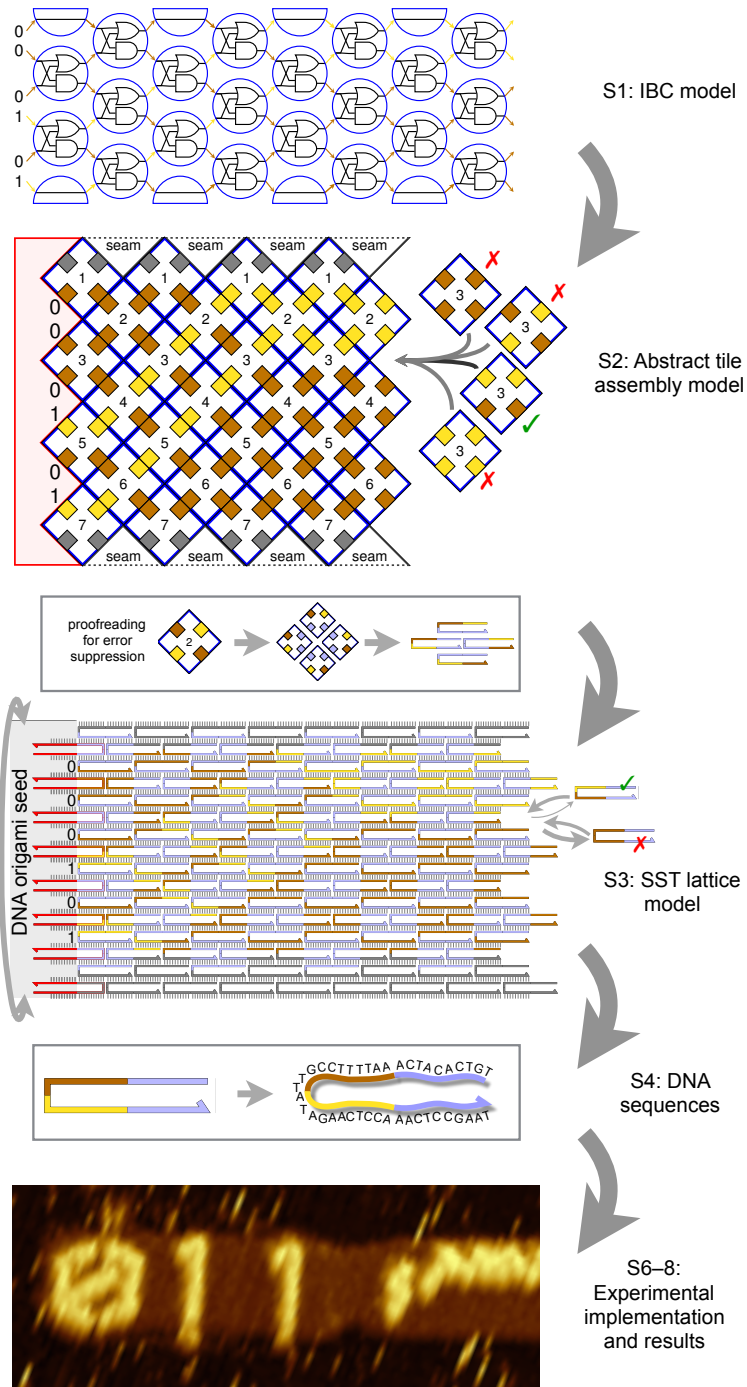 0
0
0
1
0
1
S1: IBC model
seam seam seam seam
1 1 1 1
0
0
2 2 2 2
3 3 3 3
0
1
4 4 4 4
5 5 5 5
0
1
6 6 6 6
7 7 7 7
seam seam seam seam
3 ✗
3 ✗
3 ✓
3 ✗
S2: Abstract tile
assembly model
proofreading
for error
suppression
2
DNA origami seed
0
0
0
1
0
1
✓
✗
S3: SST lattice
model
TTGCCTTTTAA ACTACACTGT
ATAGAACTCCA AACTCCGAAT
S4: DNA
sequences
S6–8:
Experimental
implementation
and results